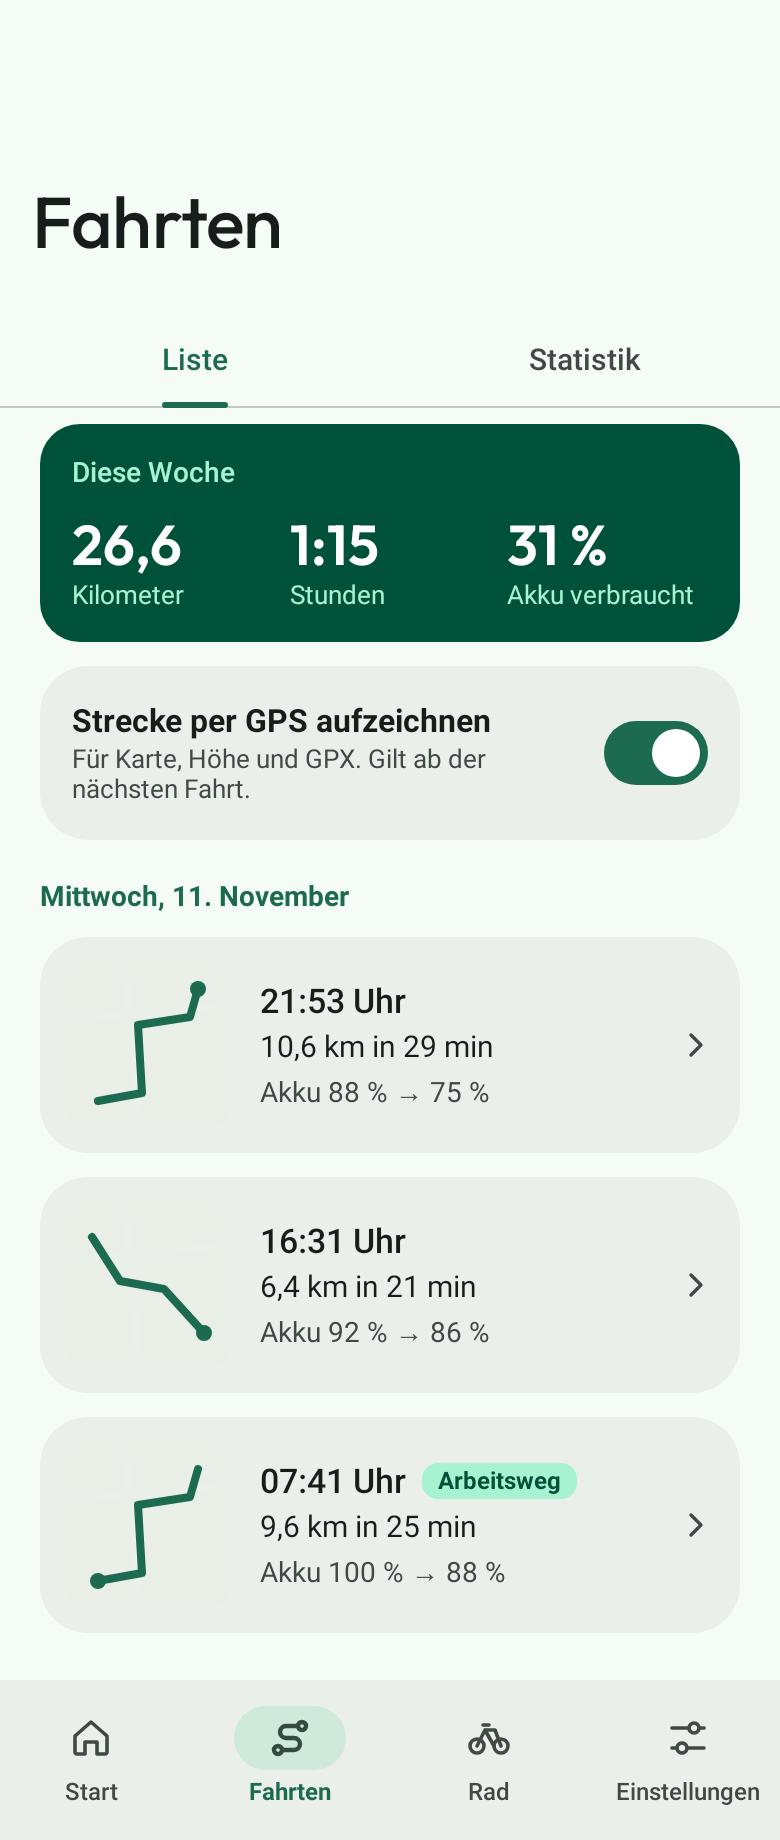 Fahrten
Liste
Statistik
Diese Woche
26,6
1:15
31 %
Kilometer
Stunden
Akku verbraucht
Strecke per GPS aufzeichnen
Für Karte, Höhe und GPX. Gilt ab der
nächsten Fahrt.
Mittwoch, 11. November
21:53 Uhr
10,6 km in 29 min
Akku 88 % → 75 %
16:31 Uhr
6,4 km in 21 min
Akku 92 % → 86 %
07:41 Uhr
Arbeitsweg
9,6 km in 25 min
Akku 100 % → 88 %
Start
Fahrten
Rad
Einstellungen